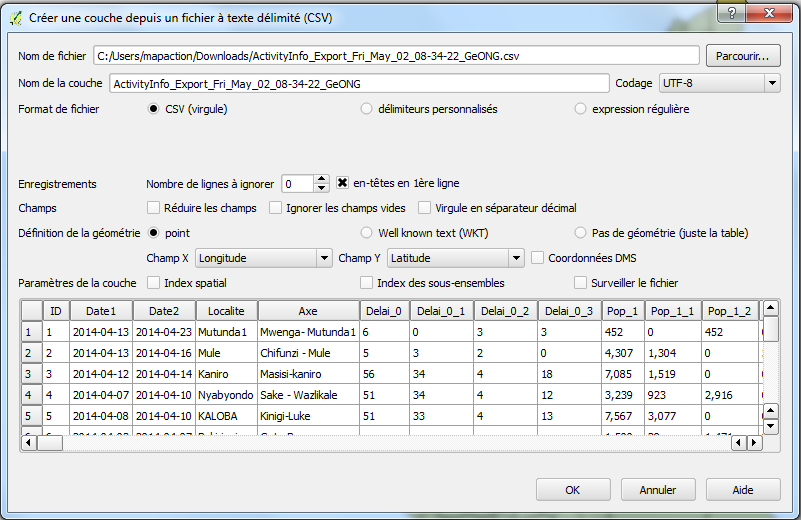 Créer une couche depuis un fichier à texte délimité (CSV)
Nom de fichier C:/Users/mapaction/Downloads/ActivityInfo_Export_Fri_May_02_08-34-22_GeONG.csv Parcourir...
Nom de la couche ActivityInfo_Export_Fri_May_02_08-34-22_GeONG Codage UTF-8
Format de fichier CSV (virgule) délimiteurs personnalisés expression régulière
Enregistrements Nombre de lignes à ignorer 0 en-têtes en 1ère ligne
Champs Réduire les champs Ignorer les champs vides Virgule en séparateur décimal
Définition de la géométrie point Well known text (WKT) Pas de géométrie (juste la table)
Champ X Longitude Champ Y Latitude Coordonnées DMS
Paramètres de la couche Index spatial Index des sous-ensembles Surveiller le fichier
ID Date1 Date2 Localite Axe Delai_0 Delai_0_1 Delai_0_2 Delai_0_3 Pop_1 Pop_1_1 Pop_1_2
1 1 2014-04-13 2014-04-23 Mutunda1 Mwenga- Mutunda1 6 0 3 3 452 0 452
2 2 2014-04-13 2014-04-16 Mule Chifunzi - Mule 5 3 2 0 4,307 1,304 0
3 3 2014-04-12 2014-04-14 Kaniro Masisi-kaniro 56 34 4 18 7,085 1,519 0
4 4 2014-04-07 2014-04-10 Nyabyondo Sake - Wazlikale 51 34 4 12 3,239 923 2,916
5 5 2014-04-08 2014-04-10 KALOBA Kinigi-Luke 51 33 4 13 7,567 3,077 0
OK Annuler Aide